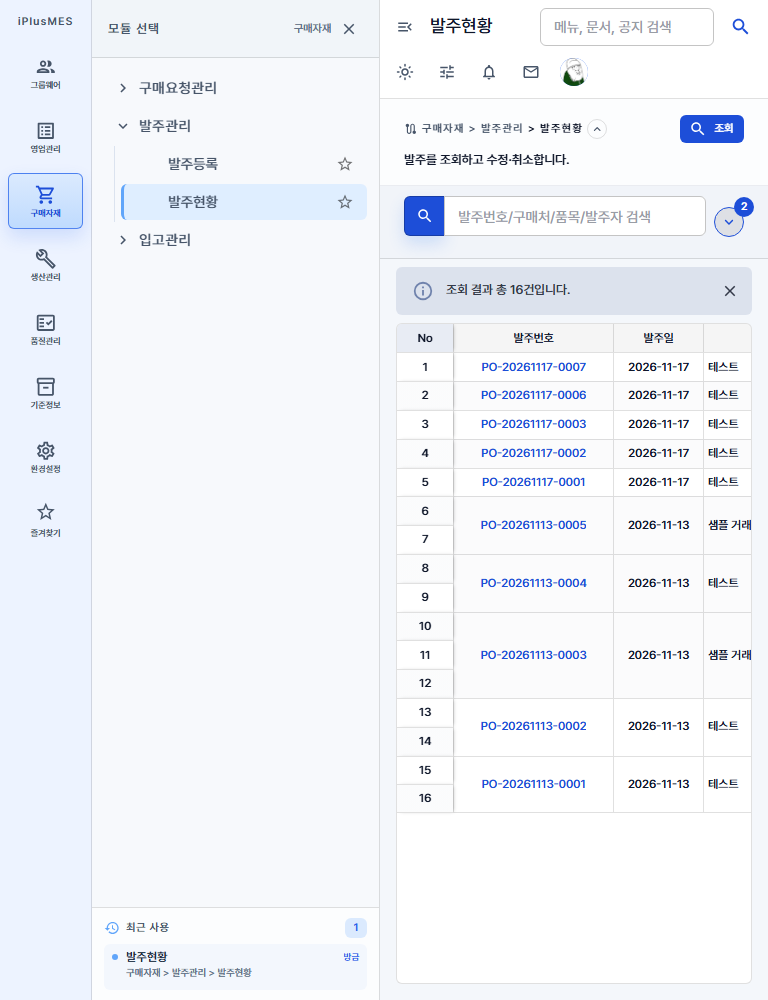 iPlusMES
그룹웨어
영업관리
구매자재
생산관리
품질관리
기준정보
환경설정
즐겨찾기
모듈 선택
구매자재
구매요청관리
발주관리
발주등록
발주현황
입고관리
최근 사용
1
발주현황
방금
구매자재 > 발주관리 > 발주현황
발주현황
메뉴, 문서, 공지 검색
구매자재 > 발주관리 > 발주현황
조회
발주를 조회하고 수정·취소합니다.
발주번호/구매처/품목/발주자 검색
2
조회 결과 총 16건입니다.
No 발주번호 발주일
1 PO-20261117-0007 2026-11-17 테스트
2 PO-20261117-0006 2026-11-17 테스트
3 PO-20261117-0003 2026-11-17 테스트
4 PO-20261117-0002 2026-11-17 테스트
5 PO-20261117-0001 2026-11-17 테스트
6
PO-20261113-0005 2026-11-13 샘플 거래
7
8
PO-20261113-0004 2026-11-13 테스트
9
10
11 PO-20261113-0003 2026-11-13 샘플 거래
12
13
PO-20261113-0002 2026-11-13 테스트
14
15
PO-20261113-0001 2026-11-13 테스트
16